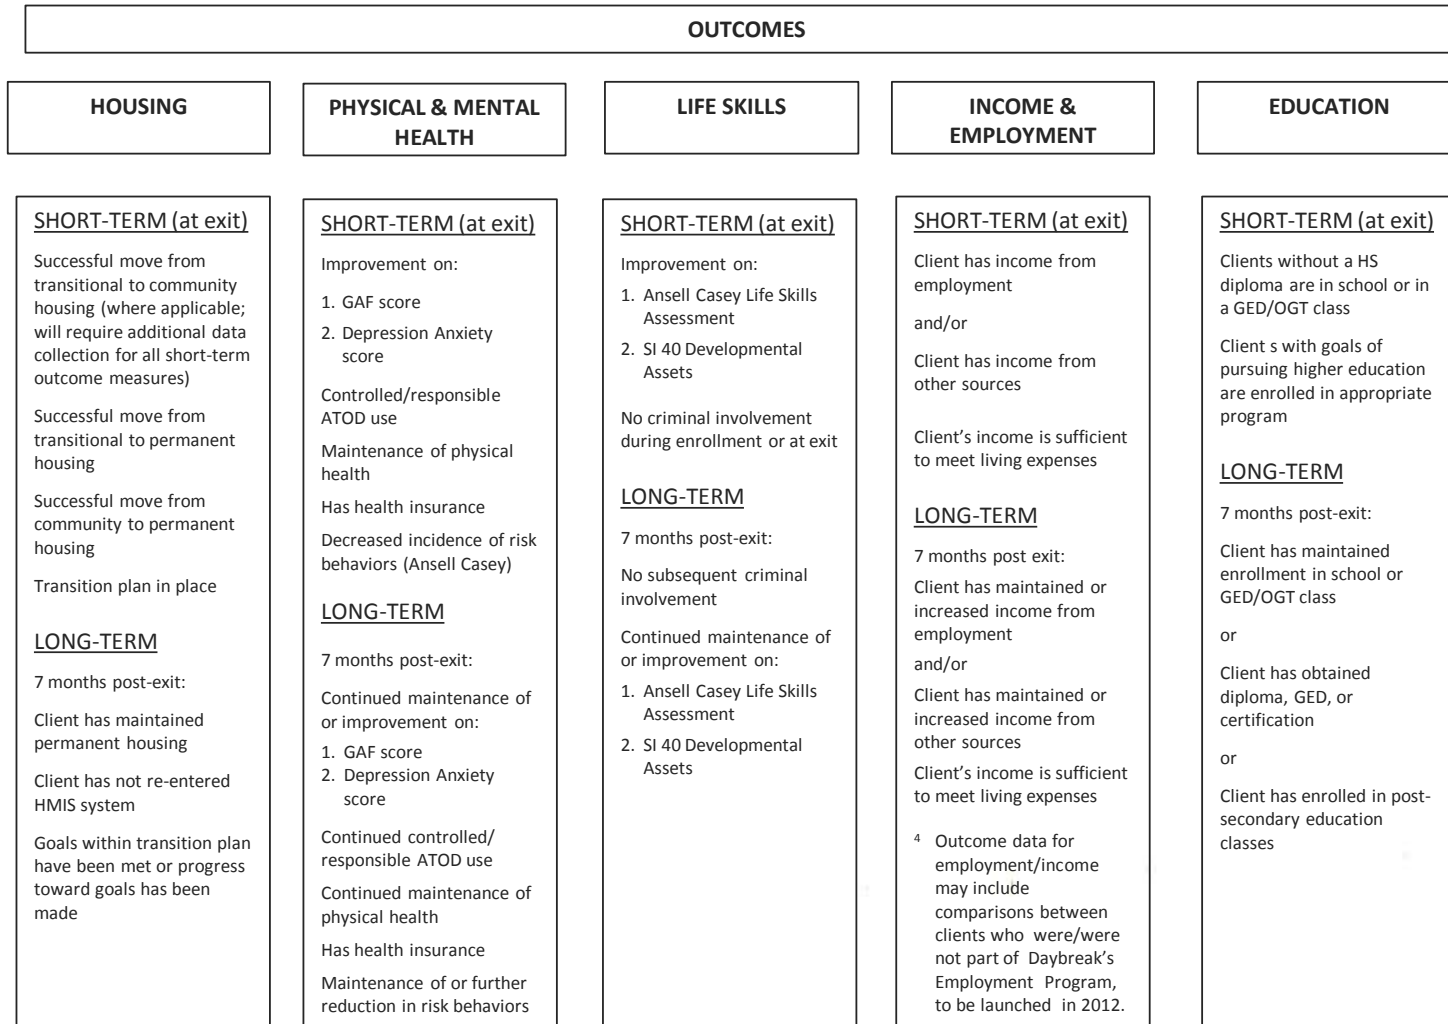 OUTCOMES
HOUSING
SHORT-TERM (at exit)
Successful move from
transitional to community
housing (where applicable;
will require additional data
collection for all short-term
outcome measures)
Successful move from
transitional to permanent
housing
Successful move from
community to permanent
housing
Transition plan in place
LONG-TERM
7 months post-exit:
Client has maintained
permanent housing
Client has not re-entered
HMIS system
Goals within transition plan
have been met or progress
toward goals has been
made
PHYSICAL & MENTAL
HEALTH
SHORT-TERM (at exit)
Improvement on:
1. GAF score
2. Depression Anxiety
score
Controlled/responsible
ATOD use
Maintenance of physical
health
Has health insurance
Decreased incidence of risk
behaviors (Ansell Casey)
LONG-TERM
7 months post-exit:
Continued maintenance of
or improvement on:
1. GAF score
2. Depression Anxiety
score
Continued controlled/
responsible ATOD use
Continued maintenance of
physical health
Has health insurance
Maintenance of or further
reduction in risk behaviors
LIFE SKILLS
SHORT-TERM (at exit)
Improvement on:
1. Ansell Casey Life Skills
Assessment
2. SI 40 Developmental
Assets
No criminal involvement
during enrollment or at exit
LONG-TERM
7 months post-exit:
No subsequent criminal
involvement
Continued maintenance of
or improvement on:
1. Ansell Casey Life Skills
Assessment
2. SI 40 Developmental
Assets
INCOME &
EMPLOYMENT
SHORT-TERM (at exit)
Client has income from
employment
and/or
Client has income from
other sources
Client’s income is sufficient
to meet living expenses
LONG-TERM
7 months post exit:
Client has maintained or
increased income from
employment
and/or
Client has maintained or
increased income from
other sources
Client’s income is sufficient
to meet living expenses
4 Outcome data for
employment/income
may include
comparisons between
clients who were/were
not part of Daybreak’s
Employment Program,
to be launched in 2012.
EDUCATION
SHORT-TERM (at exit)
Clients without a HS
diploma are in school or in
a GED/OGT class
Client s with goals of
pursuing higher education
are enrolled in appropriate
program
LONG-TERM
7 months post-exit:
Client has maintained
enrollment in school or
GED/OGT class
or
Client has obtained
diploma, GED, or
certification
or
Client has enrolled in post-
secondary education
classes